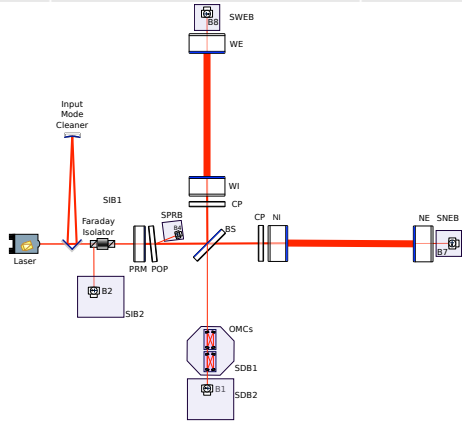 B8
SWEB
WE
Input
Mode
Cleaner
WI
CP
SIB1
SPRB
Faraday
Isolator
B4
BS
CP
NI
NE
SNEB
B7
Laser
PRM
POP
B2
SIB2
OMCs
SDB1
B1
SDB2